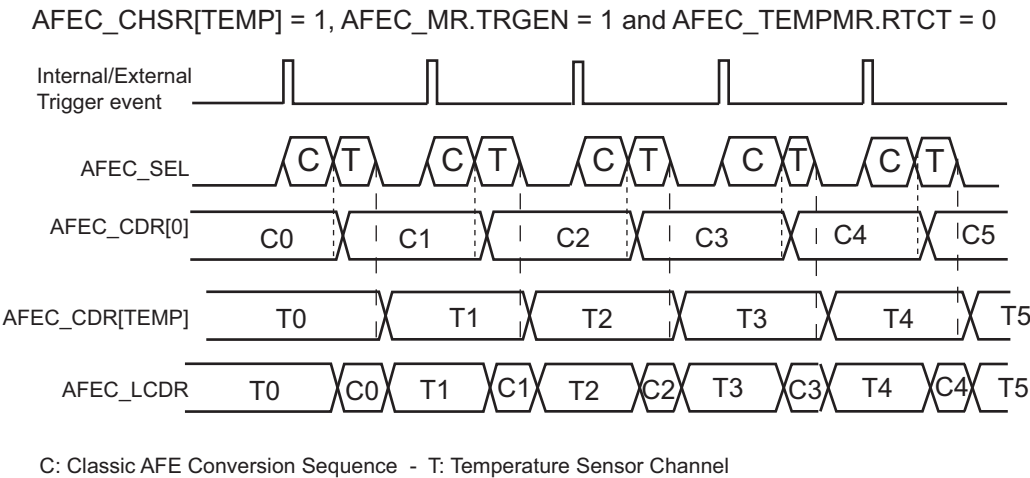 AFEC_CHSR[TEMP] = 1, AFEC_MR.TRGEN = 1 and AFEC_TEMPMR.RTCT = 0
Internal/External
Trigger event
AFEC_SEL C T C T C T C T C T
AFEC_CDR[0] C0 C1 C2 C3 C4 C5
AFEC_CDR[TEMP] T0 T1 T2 T3 T4 T5
AFEC_LCDR T0 C0 T1 C1 T2 C2 T3 C3 T4 C4 T5
C: Classic AFE Conversion Sequence - T: Temperature Sensor Channel